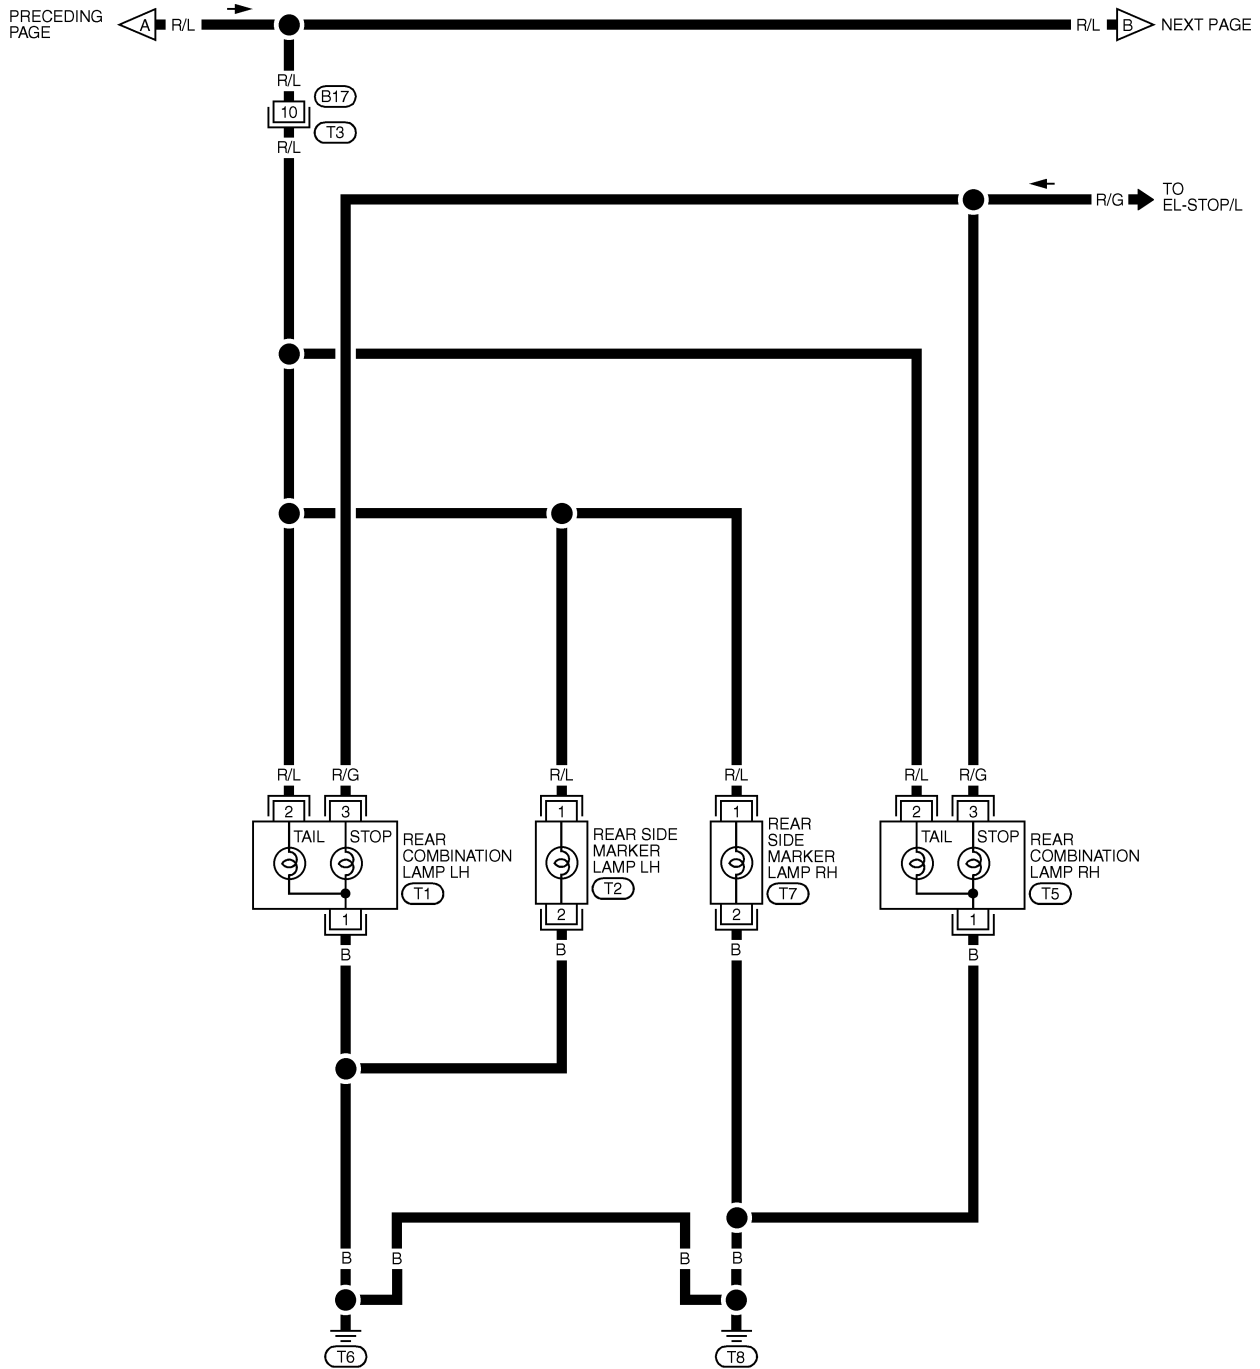 PRECEDING
PAGE
A
R/L
R/L
B
NEXT PAGE
R/L
10
B17
T3
R/L
R/G
TO
EL-STOP/L
R/L
R/G
R/L
R/L
R/L
R/G
2
3
TAIL
STOP
REAR
COMBINATION
LAMP LH
T1
1
B
1
REAR SIDE
MARKER
LAMP LH
T2
2
B
1
REAR
SIDE
MARKER
LAMP RH
T7
2
B
2
3
TAIL
STOP
REAR
COMBINATION
LAMP RH
T5
1
B
B
B
B
B
T6
T8